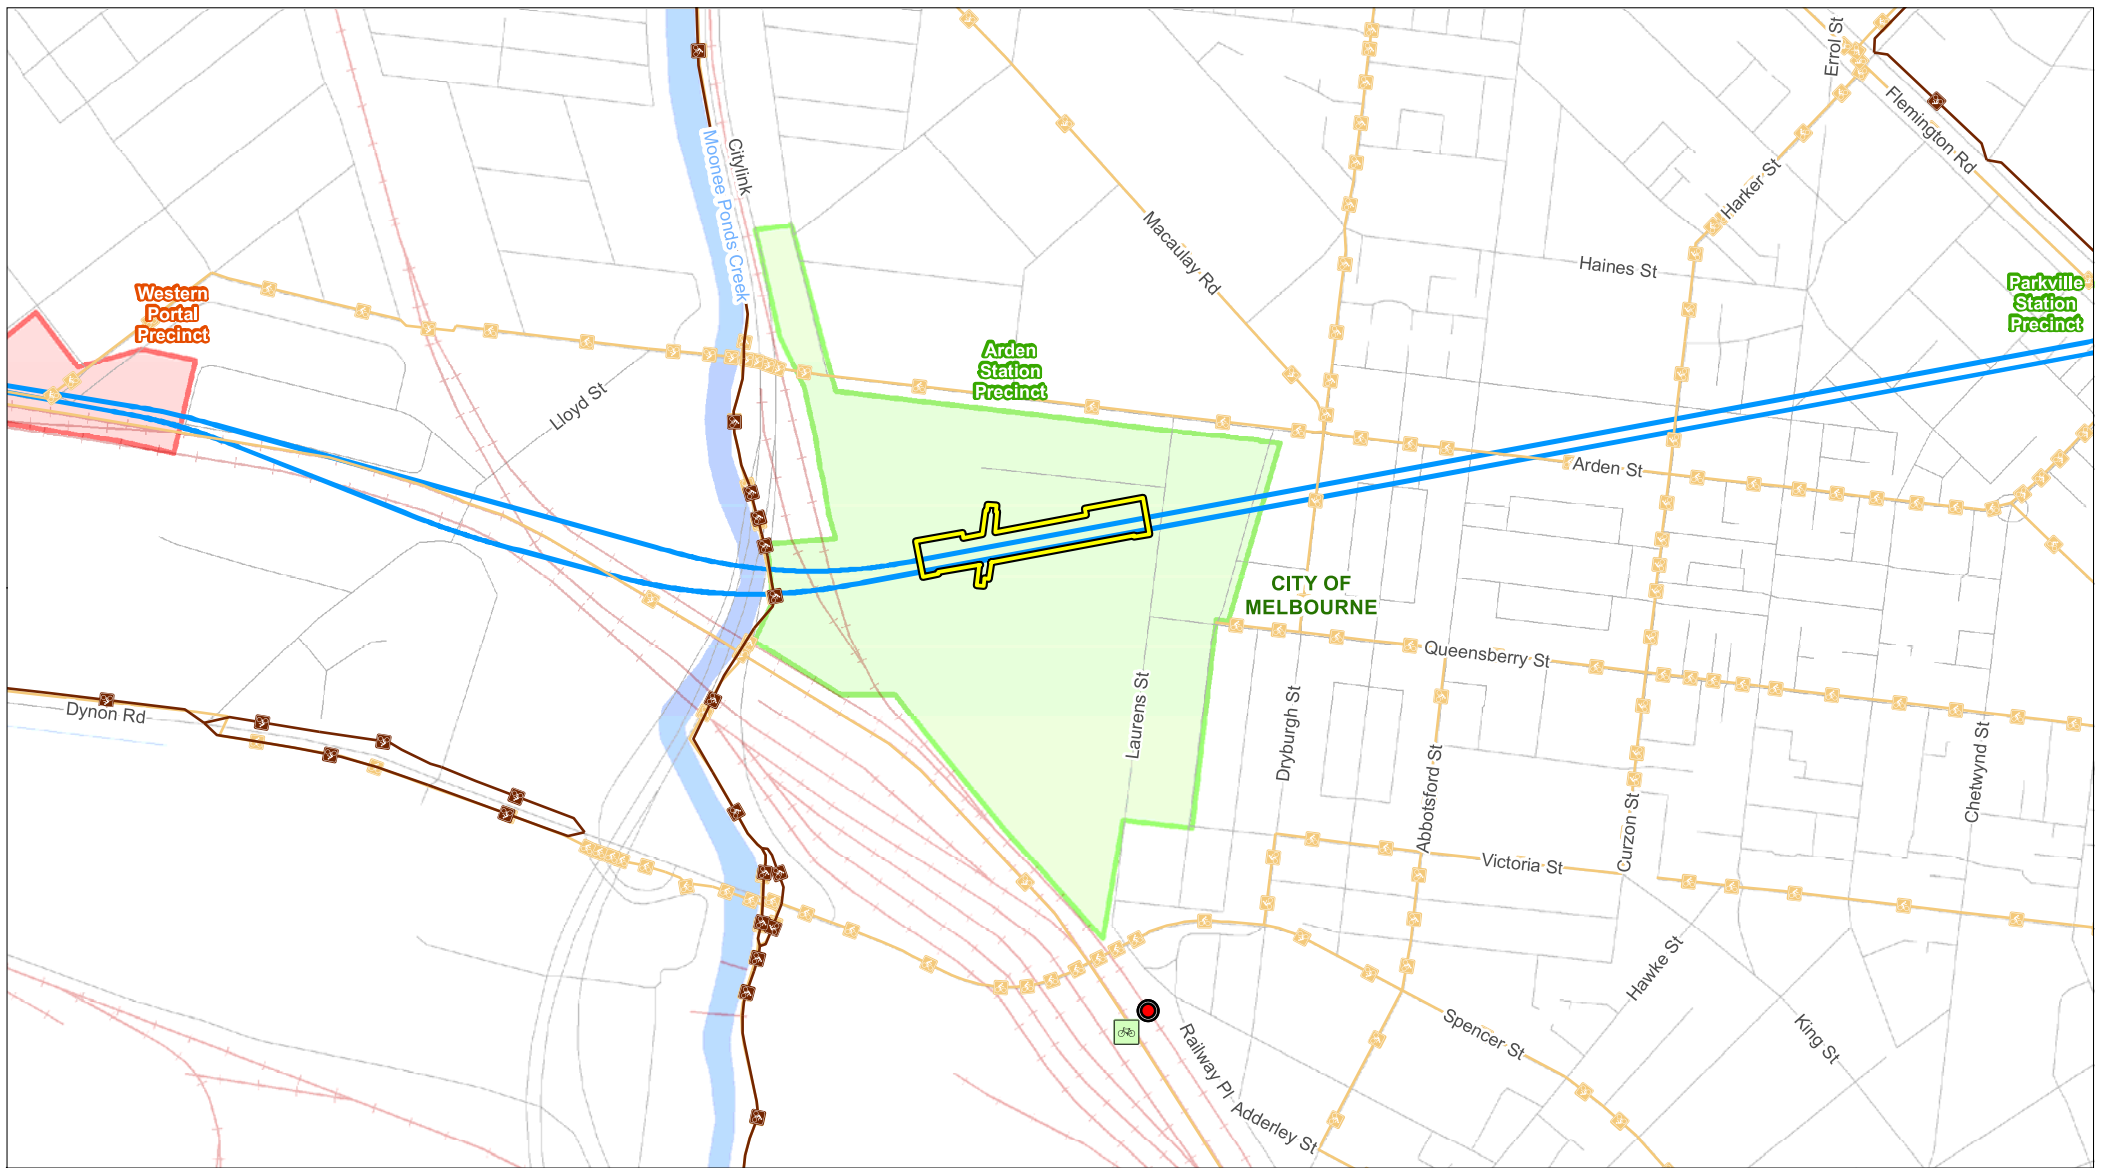 Errol St
Flemington Rd
Citylink
Moonee Ponds Creek
Harker St
Macaulay Rd
Haines St
Western
Portal
Precinct
Parkville
Station
Precinct
Arden
Station
Precinct
Lloyd St
Arden St
CITY OF
MELBOURNE
Queensberry St
Laurens St
Dryburgh St
Dynon Rd
Abbotsford St
Curzon St
Chetwynd St
Victoria St
Hawke St
Spencer St
King St
Railway Pl
Adderley St